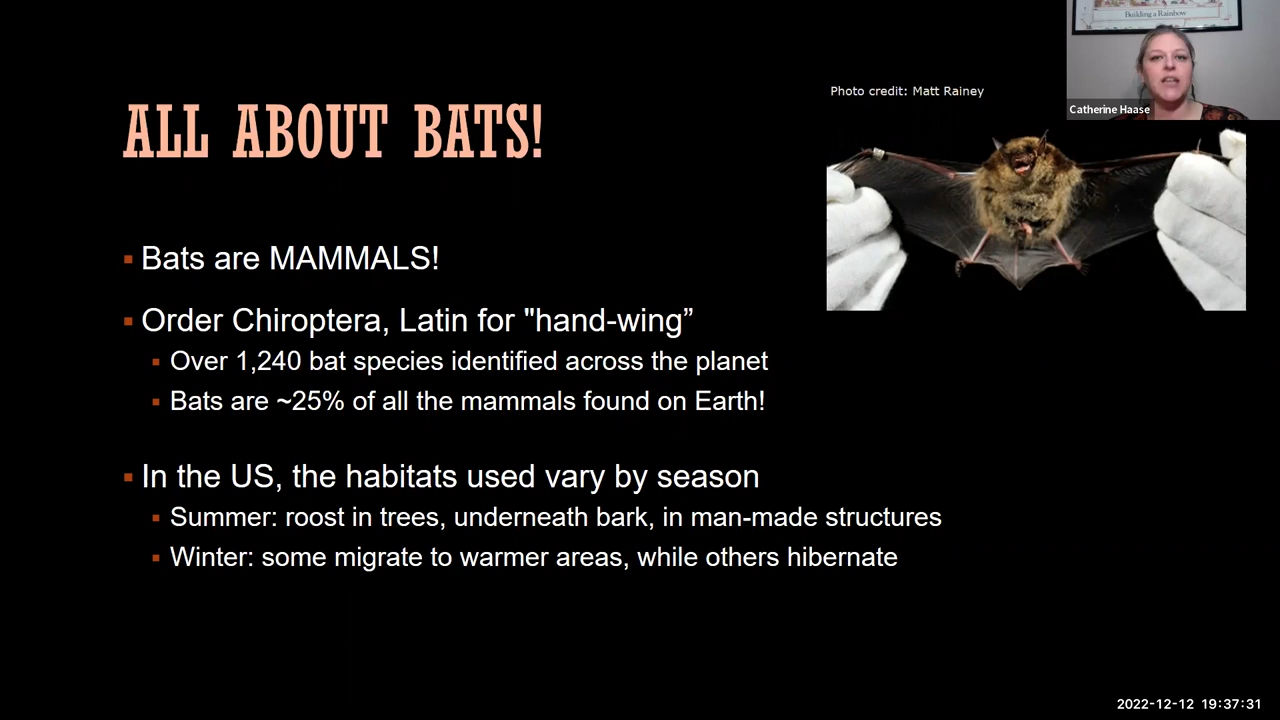 Building a Rainbow
Photo credit: Matt Rainey
Catherine Haase
ALL ABOUT BATS!
Bats are MAMMALS!
Order Chiroptera, Latin for "hand-wing”
Over 1,240 bat species identified across the planet
Bats are ~25% of all the mammals found on Earth!
In the US, the habitats used vary by season
Summer: roost in trees, underneath bark, in man-made structures
Winter: some migrate to warmer areas, while others hibernate
2022-12-12 19:37:31